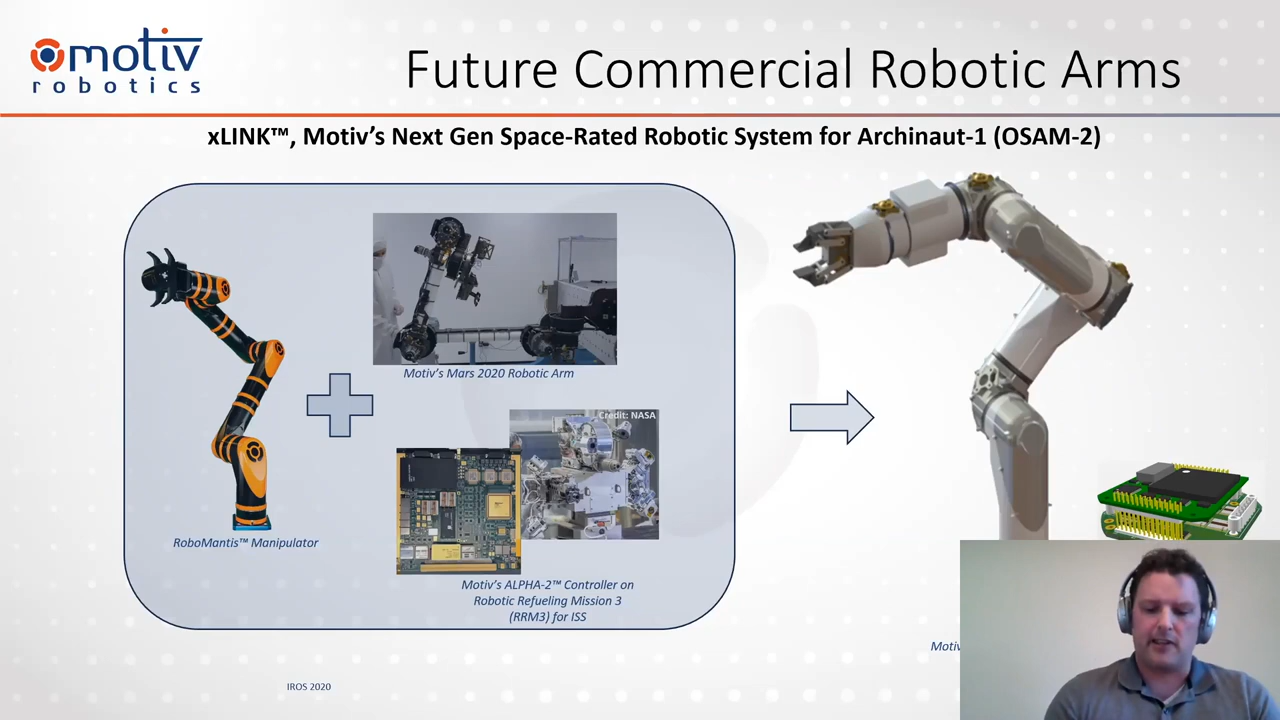 motiv
robotics
Future Commercial Robotic Arms
xLINK™, Motiv’s Next Gen Space-Rated Robotic System for Archinaut-1 (OSAM-2)
Motiv’s Mars 2020 Robotic Arm
Credit: NASA
RoboMantis™ Manipulator
Motiv’s ALPHA-2™ Controller on
Robotic Refueling Mission 3
(RRM3) for ISS
Motiv
IROS 2020